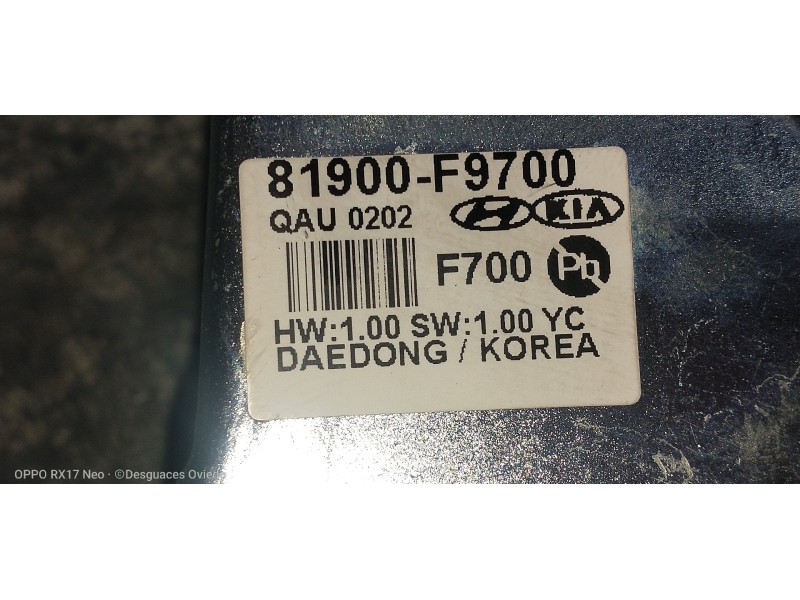 81900-F9700
QAU 0202 KIA
F700 Pb
HW:1.00 SW:1.00 YC
DAEDONG / KOREA
OPPO RX17 Neo · ©Desguaces Ovie